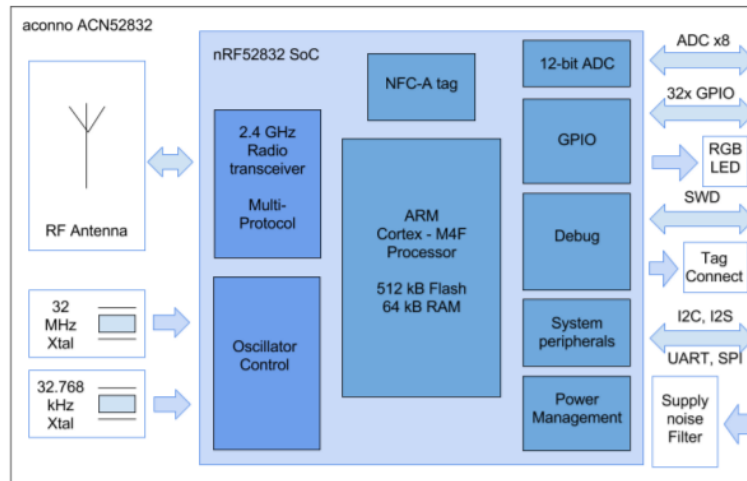 aconno ACN52832
nRF52832 SoC
RF Antenna
32
MHz
Xtal
32.768
kHz
Xtal
2.4 GHz
Radio
transceiver
Multi-
Protocol
Oscillator
Control
NFC-A tag
ARM
Cortex - M4F
Processor
512 kB Flash
64 kB RAM
12-bit ADC
GPIO
Debug
System
peripherals
Power
Management
ADC x8
32x GPIO
RGB
LED
SWD
Tag
Connect
I2C, I2S
UART, SPI
Supply
noise
Filter